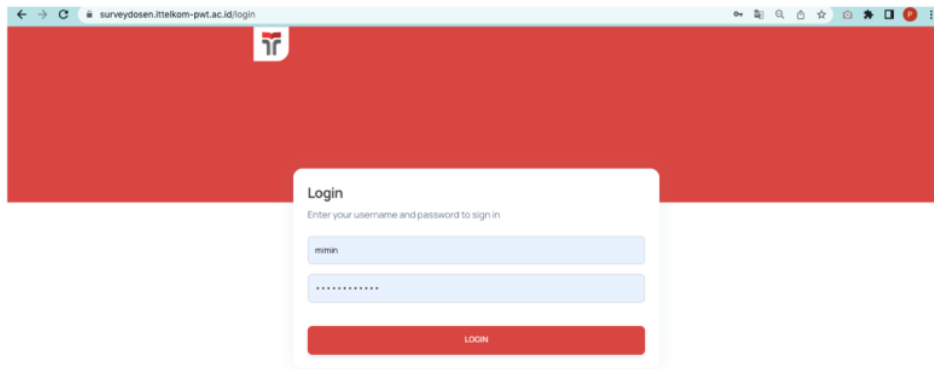 surveydosen.ittelkom-pwt.ac.id/login
P
Login
Enter your username and password to sign in
mimin
••••••••••••
LOGIN